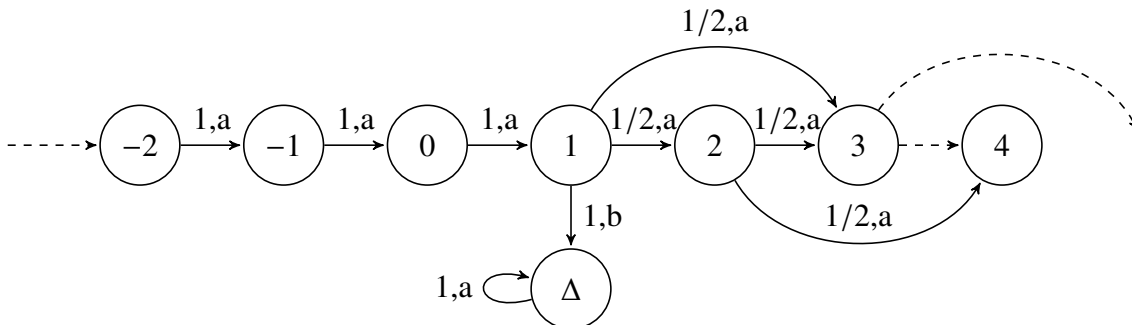 1/2,a
1,a 1,a 1,a 1/2,a 1/2,a
−2 −1 0 1 2 3 4
1,b 1/2,a
1,a Δ